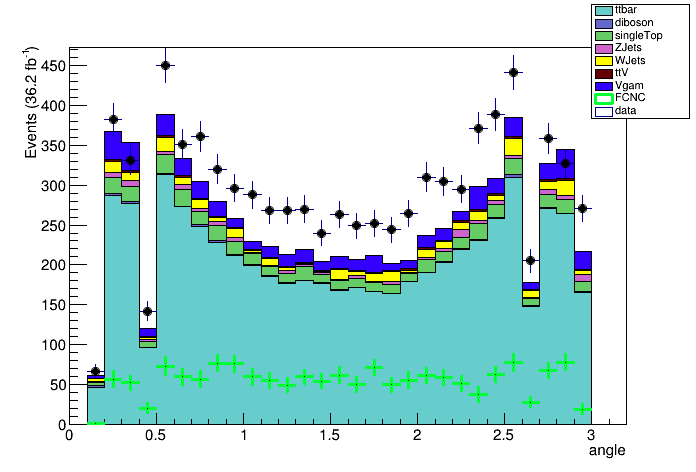 ttbar
diboson
singleTop
ZJets
WJets
ttV
Vgam
FCNC
data
Events (36.2 fb⁻¹)
450
400
350
300
250
200
150
100
50
0
0 0.5 1 1.5 2 2.5 3
angle